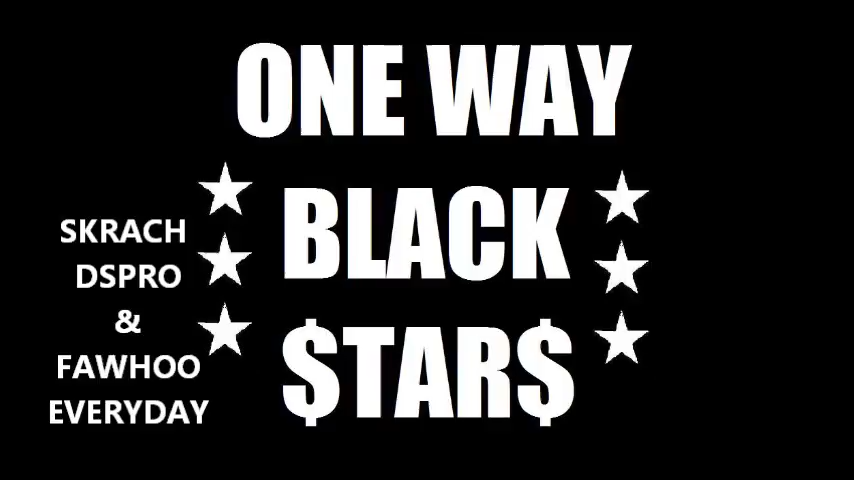 ONE WAY
BLACK
$TAR$
SKRACH
DSPRO
&
FAWHOO
EVERYDAY